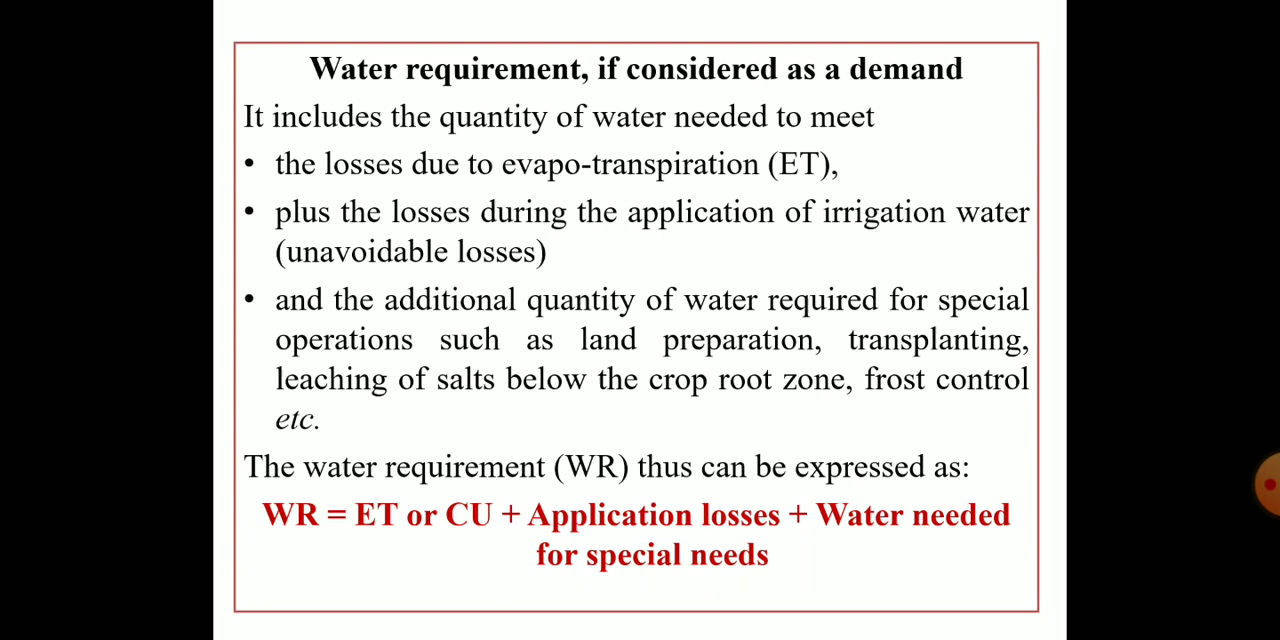 Water requirement, if considered as a demand
It includes the quantity of water needed to meet
• the losses due to evapo-transpiration (ET),
• plus the losses during the application of irrigation water
(unavoidable losses)
• and the additional quantity of water required for special
operations such as land preparation, transplanting,
leaching of salts below the crop root zone, frost control
etc.
The water requirement (WR) thus can be expressed as:
WR = ET or CU + Application losses + Water needed
for special needs